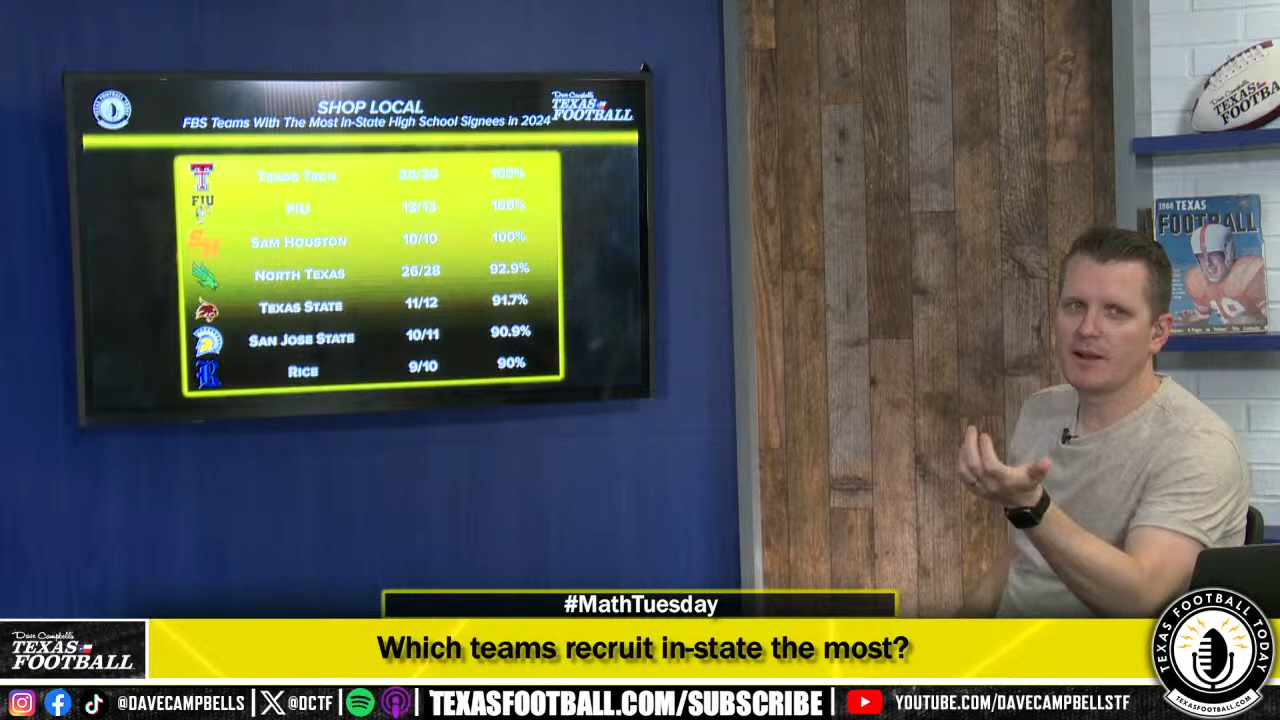 SHOP LOCAL
FBS Teams With The Most In-State High School Signees in 2024
Dave Campbell's
TEXAS
FOOTBALL
TEXAS TECH 20/20 100%
FIU
FIU 13/13 100%
SAM HOUSTON 10/10 100%
NORTH TEXAS 26/28 92.9%
TEXAS STATE 11/12 91.7%
SAN JOSE STATE 10/11 90.9%
RICE 9/10 90%
TEXAS
FOOTBALL
1960 TEXAS
FOOTBALL
#MathTuesday
Which teams recruit in-state the most?
Dave Campbell's
TEXAS
FOOTBALL
TEXAS FOOTBALL TODAY
TEXASFOOTBALL.COM
@DAVECAMPBELLS
@DCTF
TEXASFOOTBALL.COM/SUBSCRIBE
YOUTUBE.COM/DAVECAMPBELLSTF